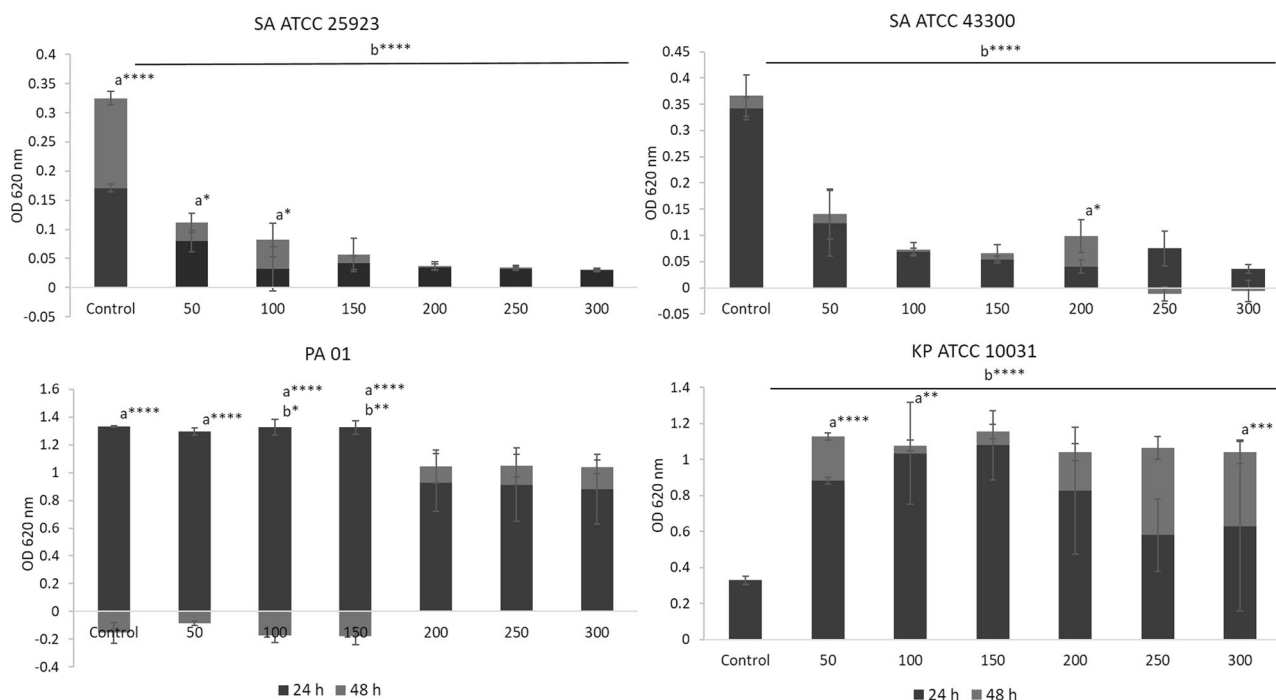 SA ATCC 25923
b****
0.4
0.35
0.3
0.25
0.2
0.15
0.1
0.05
0
-0.05
OD 620 nm
a****
a*
a*
Control 50 100 150 200 250 300
SA ATCC 43300
b****
0.45
0.4
0.35
0.3
0.25
0.2
0.15
0.1
0.05
0
-0.05
OD 620 nm
a*
Control 50 100 150 200 250 300
PA 01
1.6
1.4
1.2
1
0.8
0.6
0.4
0.2
0
-0.2
-0.4
OD 620 nm
a****
a****
a****
b*
a****
b**
Control 50 100 150 200 250 300
24 h 48 h
KP ATCC 10031
b****
1.4
1.2
1
0.8
0.6
0.4
0.2
0
OD 620 nm
a****
a**
a***
Control 50 100 150 200 250 300
24 h 48 h